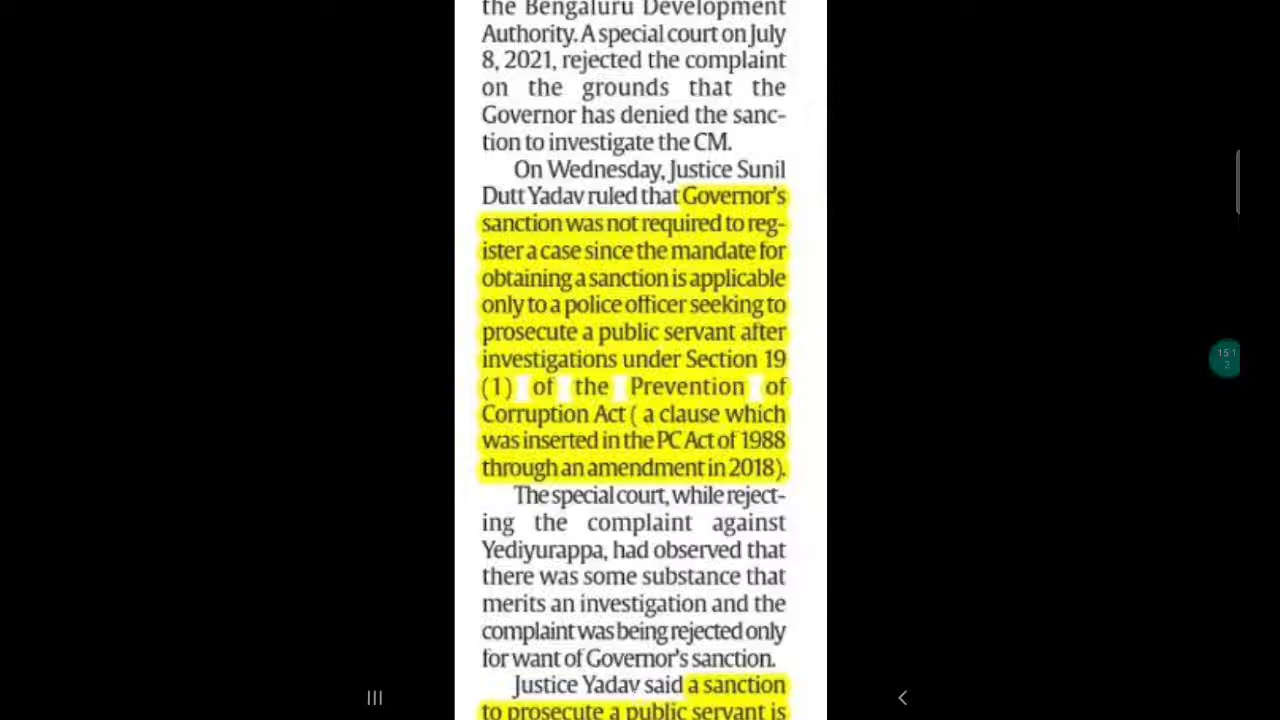 the Bengaluru Development
Authority. A special court on July
8, 2021, rejected the complaint
on the grounds that the
Governor has denied the sanc-
tion to investigate the CM.
On Wednesday, Justice Sunil
Dutt Yadav ruled that Governor's
sanction was not required to reg-
ister a case since the mandate for
obtaining a sanction is applicable
only to a police officer seeking to
prosecute a public servant after
investigations under Section 19
(1) of the Prevention of
Corruption Act ( a clause which
was inserted in the PC Act of 1988
through an amendment in 2018).
The special court, while reject-
ing the complaint against
Yediyurappa, had observed that
there was some substance that
merits an investigation and the
complaint was being rejected only
for want of Governor's sanction.
Justice Yadav said a sanction
to prosecute a public servant is
15:1
2